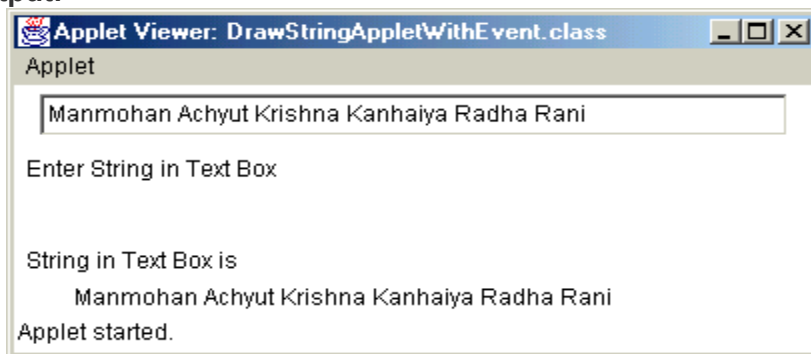 Applet Viewer: DrawStringAppletWithEvent.class
Applet
Manmohan Achyut Krishna Kanhaiya Radha Rani
Enter String in Text Box
String in Text Box is
Manmohan Achyut Krishna Kanhaiya Radha Rani
Applet started.